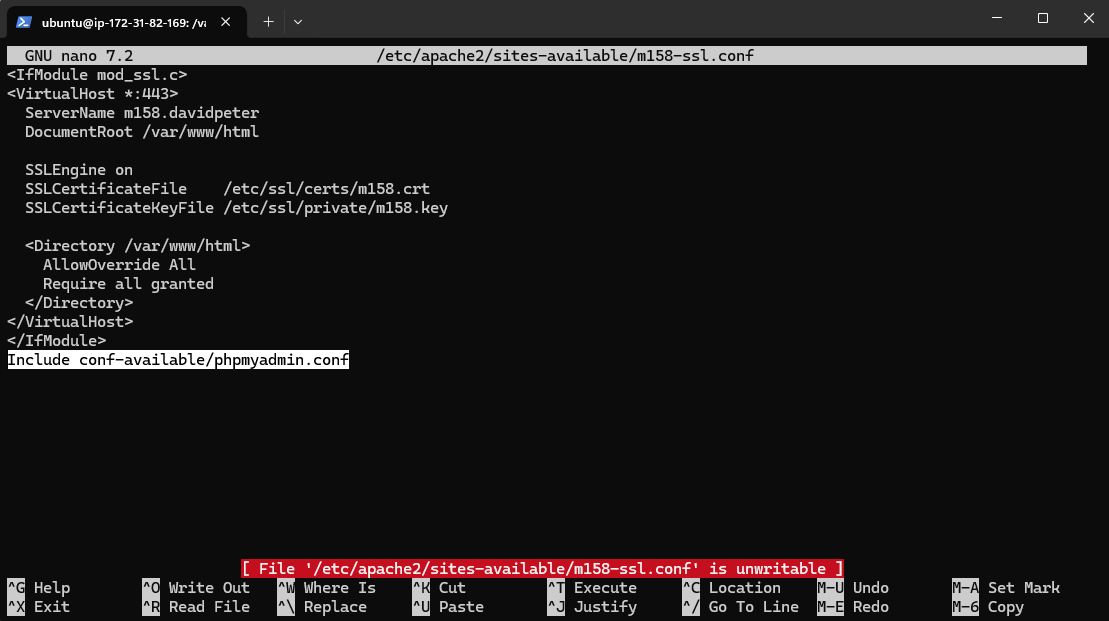 ubuntu@ip-172-31-82-169: /va
GNU nano 7.2 /etc/apache2/sites-available/m158-ssl.conf
<IfModule mod_ssl.c>
<VirtualHost *:443>
  ServerName m158.davidpeter
  DocumentRoot /var/www/html

  SSLEngine on
  SSLCertificateFile    /etc/ssl/certs/m158.crt
  SSLCertificateKeyFile /etc/ssl/private/m158.key

  <Directory /var/www/html>
    AllowOverride All
    Require all granted
  </Directory>
</VirtualHost>
</IfModule>
Include conf-available/phpmyadmin.conf
[ File '/etc/apache2/sites-available/m158-ssl.conf' is unwritable ]
^G Help ^O Write Out ^W Where Is ^K Cut ^T Execute ^C Location M-U Undo M-A Set Mark
^X Exit ^R Read File ^\ Replace ^U Paste ^J Justify ^/ Go To Line M-E Redo M-6 Copy